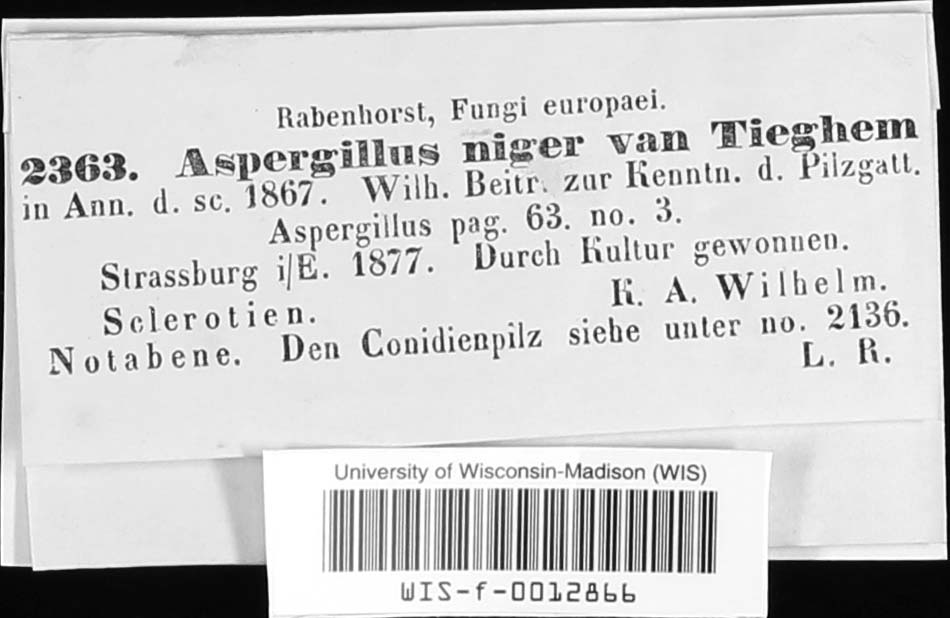 Rabenhorst, Fungi europaei.
2363. Aspergillus niger van Tieghem
in Ann. d. sc. 1867. Wilh. Beitr. zur Kenntn. d. Pilzgatt.
Aspergillus pag. 63. no. 3.
Strassburg i/E. 1877. Durch Kultur gewonnen.
Sclerotien. K. A. Wilhelm.
Notabene. Den Conidienpilz siehe unter no. 2136.
L. R.
University of Wisconsin-Madison (WIS)
WIS-f-0012866